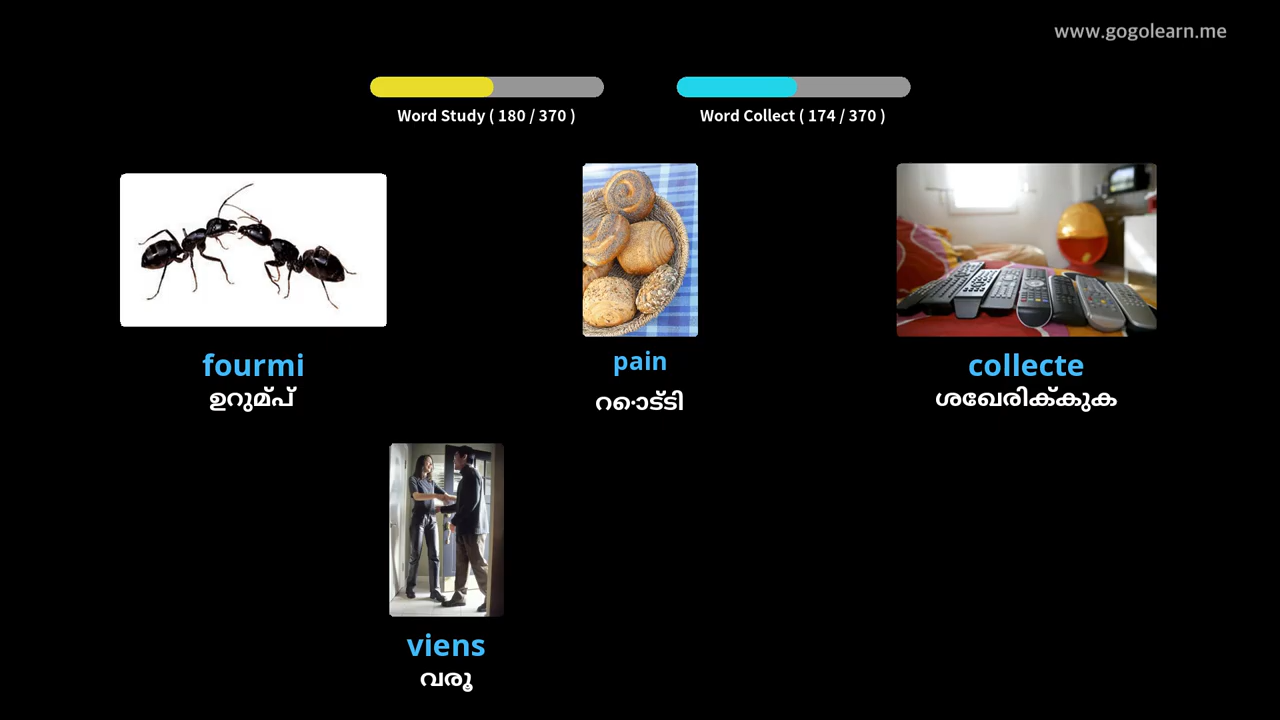 www.gogolearn.me
Word Study ( 180 / 370 )
Word Collect ( 174 / 370 )
fourmi
ഉറുമ്പ്
pain
റൊട്ടി
collecte
ശേഖരിക്കുക
viens
വരൂ